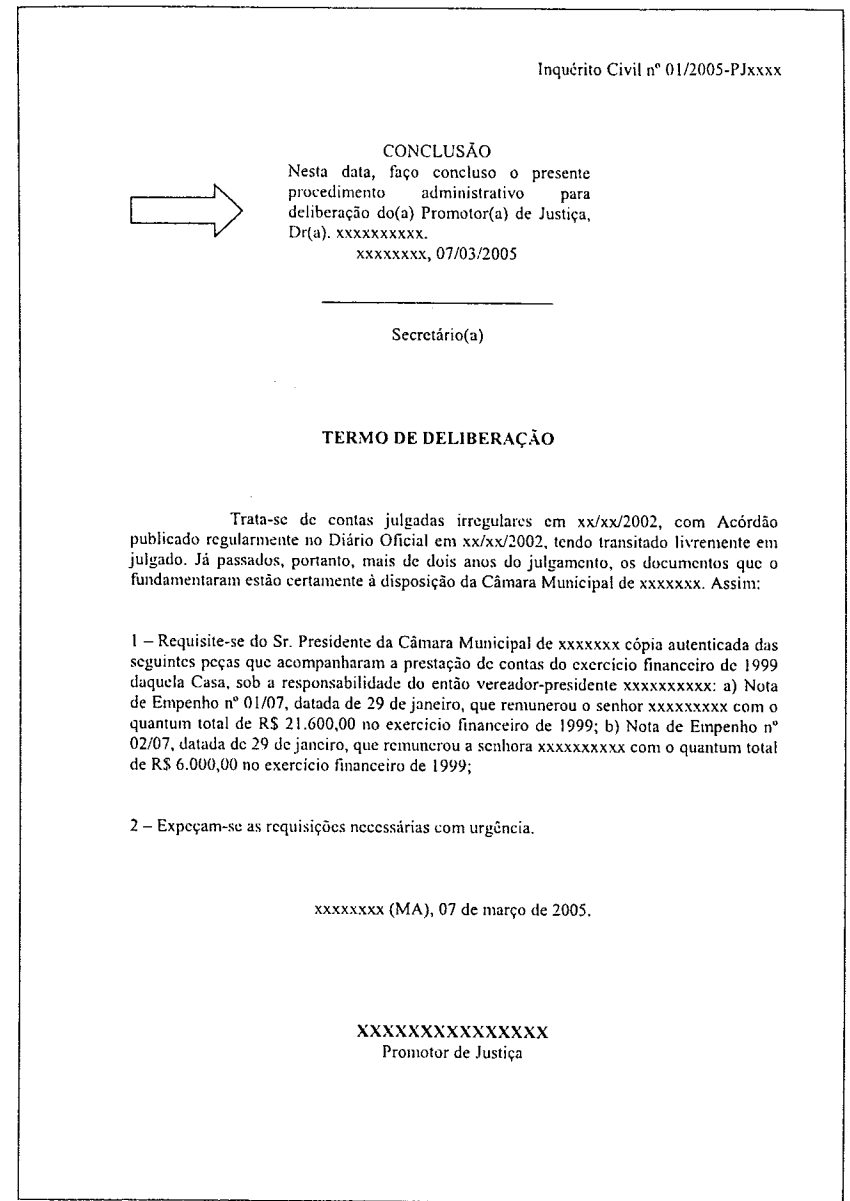 Inquérito Civil nº 01/2005-PJxxxx
CONCLUSÃO
Nesta data, faço concluso o presente
procedimento administrativo para
deliberação do(a) Promotor(a) de Justiça,
Dr(a). xxxxxxxxxx.
xxxxxxxx, 07/03/2005
Secretário(a)
TERMO DE DELIBERAÇÃO
Trata-se de contas julgadas irregulares em xx/xx/2002, com Acórdão
publicado regularmente no Diário Oficial em xx/xx/2002, tendo transitado livremente em
julgado. Já passados, portanto, mais de dois anos do julgamento, os documentos que o
fundamentaram estão certamente à disposição da Câmara Municipal de xxxxxxx. Assim:
1 – Requisite-se do Sr. Presidente da Câmara Municipal de xxxxxxx cópia autenticada das
seguintes peças que acompanharam a prestação de contas do exercício financeiro de 1999
daquela Casa, sob a responsabilidade do então vereador-presidente xxxxxxxxxx: a) Nota
de Empenho nº 01/07, datada de 29 de janeiro, que remunerou o senhor xxxxxxxxx com o
quantum total de R$ 21.600,00 no exercício financeiro de 1999; b) Nota de Empenho nº
02/07, datada de 29 de janeiro, que remunerou a senhora xxxxxxxxxx com o quantum total
de R$ 6.000,00 no exercício financeiro de 1999;
2 – Expeçam-se as requisições necessárias com urgência.
xxxxxxxx (MA), 07 de março de 2005.
XXXXXXXXXXXXXXX
Promotor de Justiça